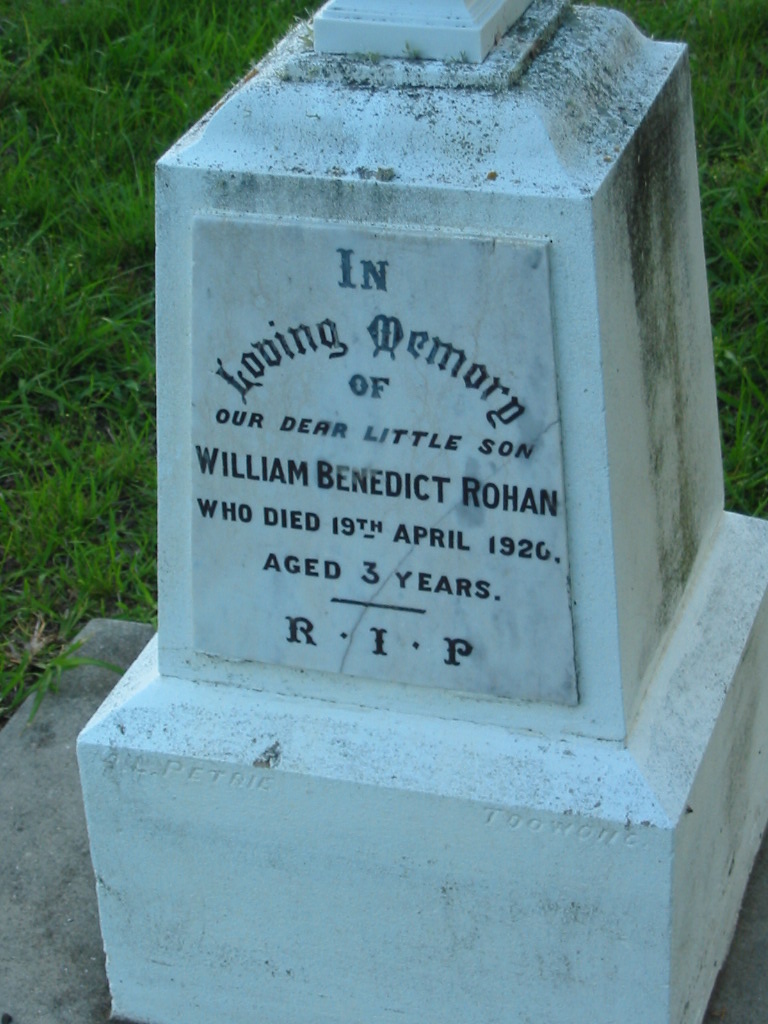 IN
Loving Memory
OF
OUR DEAR LITTLE SON
WILLIAM BENEDICT ROHAN
WHO DIED 19TH APRIL 1920.
AGED 3 YEARS.
R · I · P
PETRIE